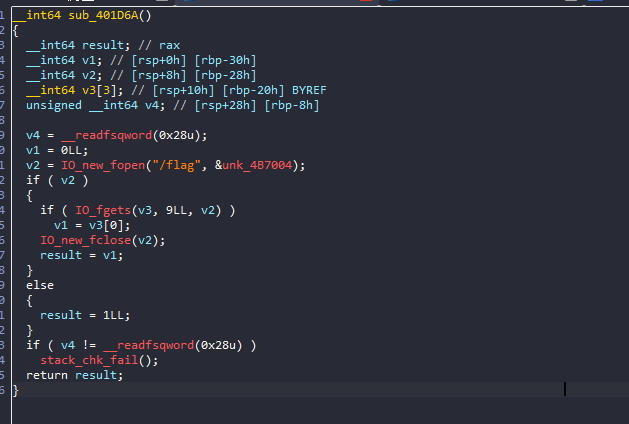 1 __int64 sub_401D6A()
2 {
3 __int64 result; // rax
4 __int64 v1; // [rsp+0h] [rbp-30h]
5 __int64 v2; // [rsp+8h] [rbp-28h]
6 __int64 v3[3]; // [rsp+10h] [rbp-20h] BYREF
7 unsigned __int64 v4; // [rsp+28h] [rbp-8h]
8
9 v4 = __readfsqword(0x28u);
0 v1 = 0LL;
1 v2 = IO_new_fopen("/flag", &unk_4B7004);
2 if ( v2 )
3 {
4 if ( IO_fgets(v3, 9LL, v2) )
5 v1 = v3[0];
6 IO_new_fclose(v2);
7 result = v1;
8 }
9 else
0 {
1 result = 1LL;
2 }
3 if ( v4 != __readfsqword(0x28u) )
4 stack_chk_fail();
5 return result;
6 }